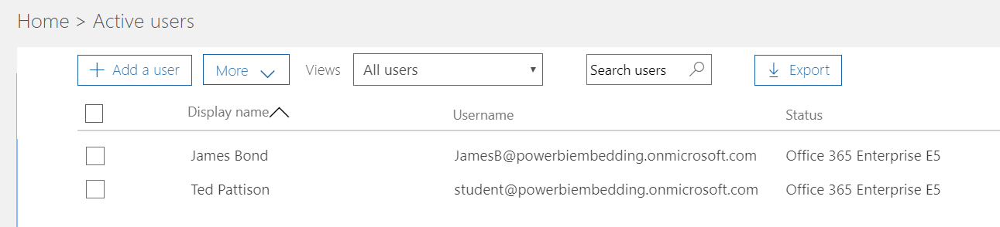 Home > Active users
Add a user More Views All users Search users Export
Display name Username Status
James Bond JamesB@powerbiembedding.onmicrosoft.com Office 365 Enterprise E5
Ted Pattison student@powerbiembedding.onmicrosoft.com Office 365 Enterprise E5